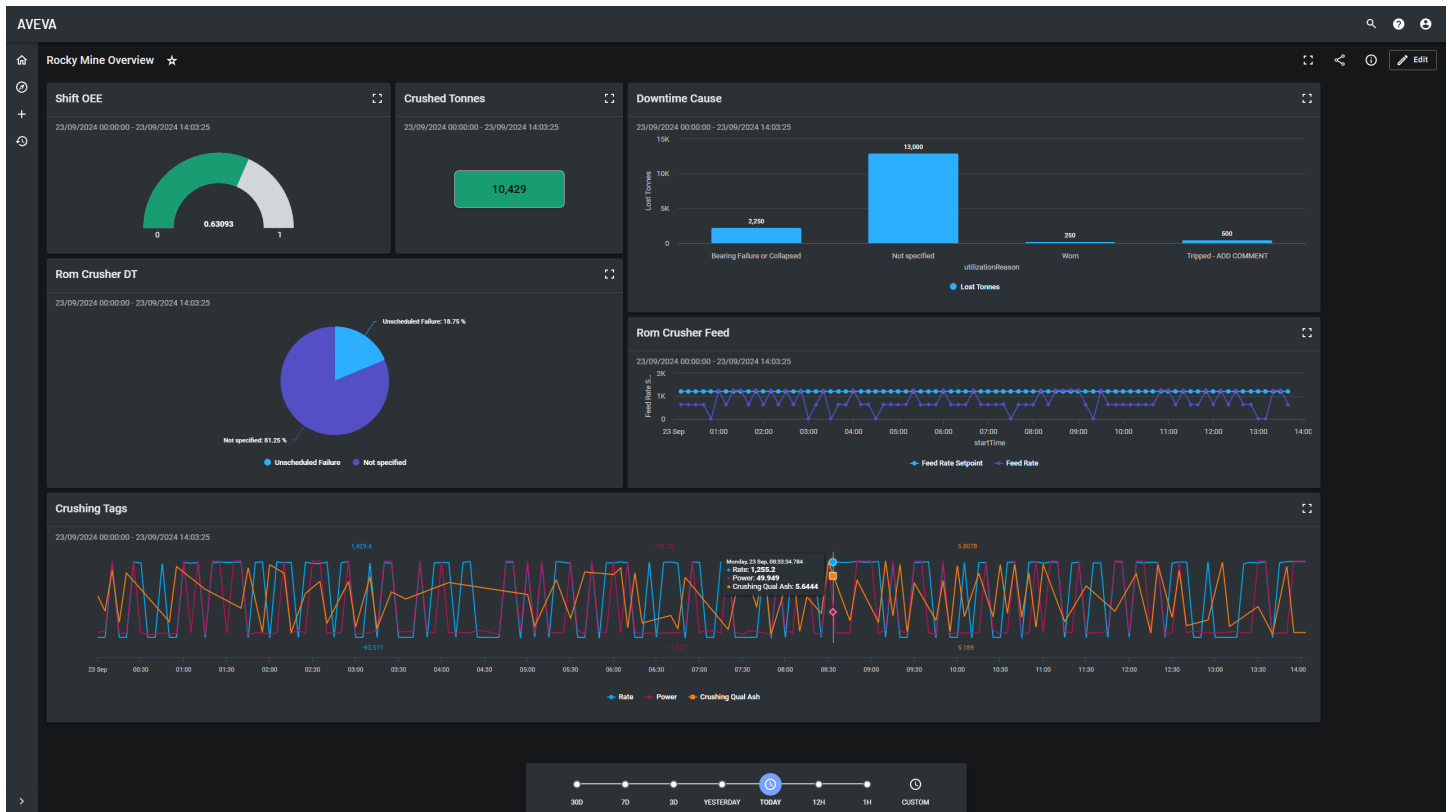 AVEVA
Rocky Mine Overview
Edit
Shift OEE
23/09/2024 00:00:00 - 23/09/2024 14:03:25
0.63093
0 1
Crushed Tonnes
23/09/2024 00:00:00 - 23/09/2024 14:03:25
10,429
Downtime Cause
23/09/2024 00:00:00 - 23/09/2024 14:03:25
15K
10K
5K
0
Lost Tonnes
2,250
13,000
250
500
Bearing Failure or Collapsed Not specified Worn Tripped - ADD COMMENT
utilizationReason
Lost Tonnes
Rom Crusher DT
23/09/2024 00:00:00 - 23/09/2024 14:03:25
Unscheduled Failure: 18.75 %
Not specified: 81.25 %
Unscheduled Failure Not specified
Rom Crusher Feed
23/09/2024 00:00:00 - 23/09/2024 14:03:25
2K
1K
0
Feed Rate S...
23 Sep 01:00 02:00 03:00 04:00 05:00 06:00 07:00 08:00 09:00 10:00 11:00 12:00 13:00 14:00
startTime
Feed Rate Setpoint Feed Rate
Crushing Tags
23/09/2024 00:00:00 - 23/09/2024 14:03:25
1,429.4 5.8078
Monday, 23 Sep, 08:33:34.784
Rate: 1,255.2
Power: 49.949
Crushing Qual Ash: 5.6444
-93.511 5.189
23 Sep 00:30 01:00 01:30 02:00 02:30 03:00 03:30 04:00 04:30 05:00 05:30 06:00 06:30 07:00 07:30 08:00 08:30 09:00 09:30 10:00 10:30 11:00 11:30 12:00 12:30 13:00 13:30 14:00
Rate Power Crushing Qual Ash
30D 7D 3D YESTERDAY TODAY 12H 1H CUSTOM